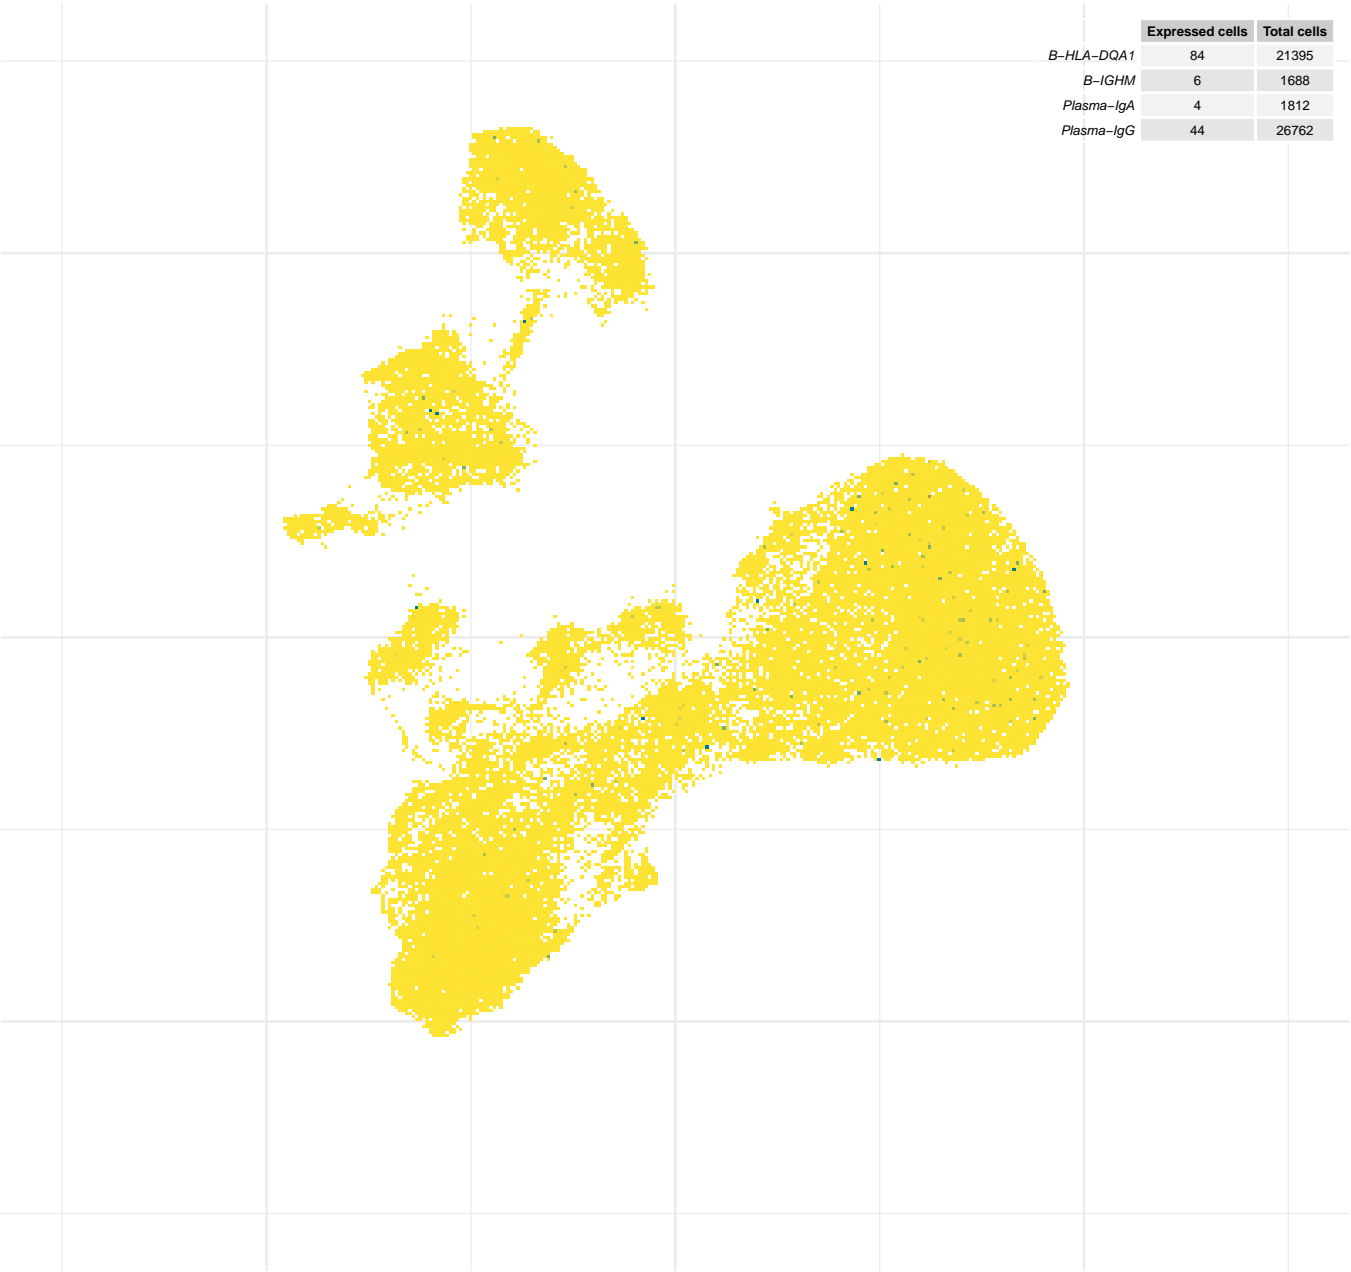 Expressed cells Total cells
B−HLA−DQA1 84 21395
B−IGHM 6 1688
Plasma−IgA 4 1812
Plasma−IgG 44 26762